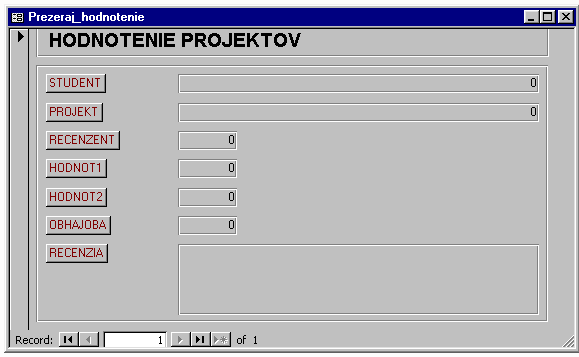 Prezeraj_hodnotenie
HODNOTENIE PROJEKTOV
STUDENT 0
PROJEKT 0
RECENZENT 0
HODNOT1 0
HODNOT2 0
OBHAJOBA 0
RECENZIA
Record: 1 of 1